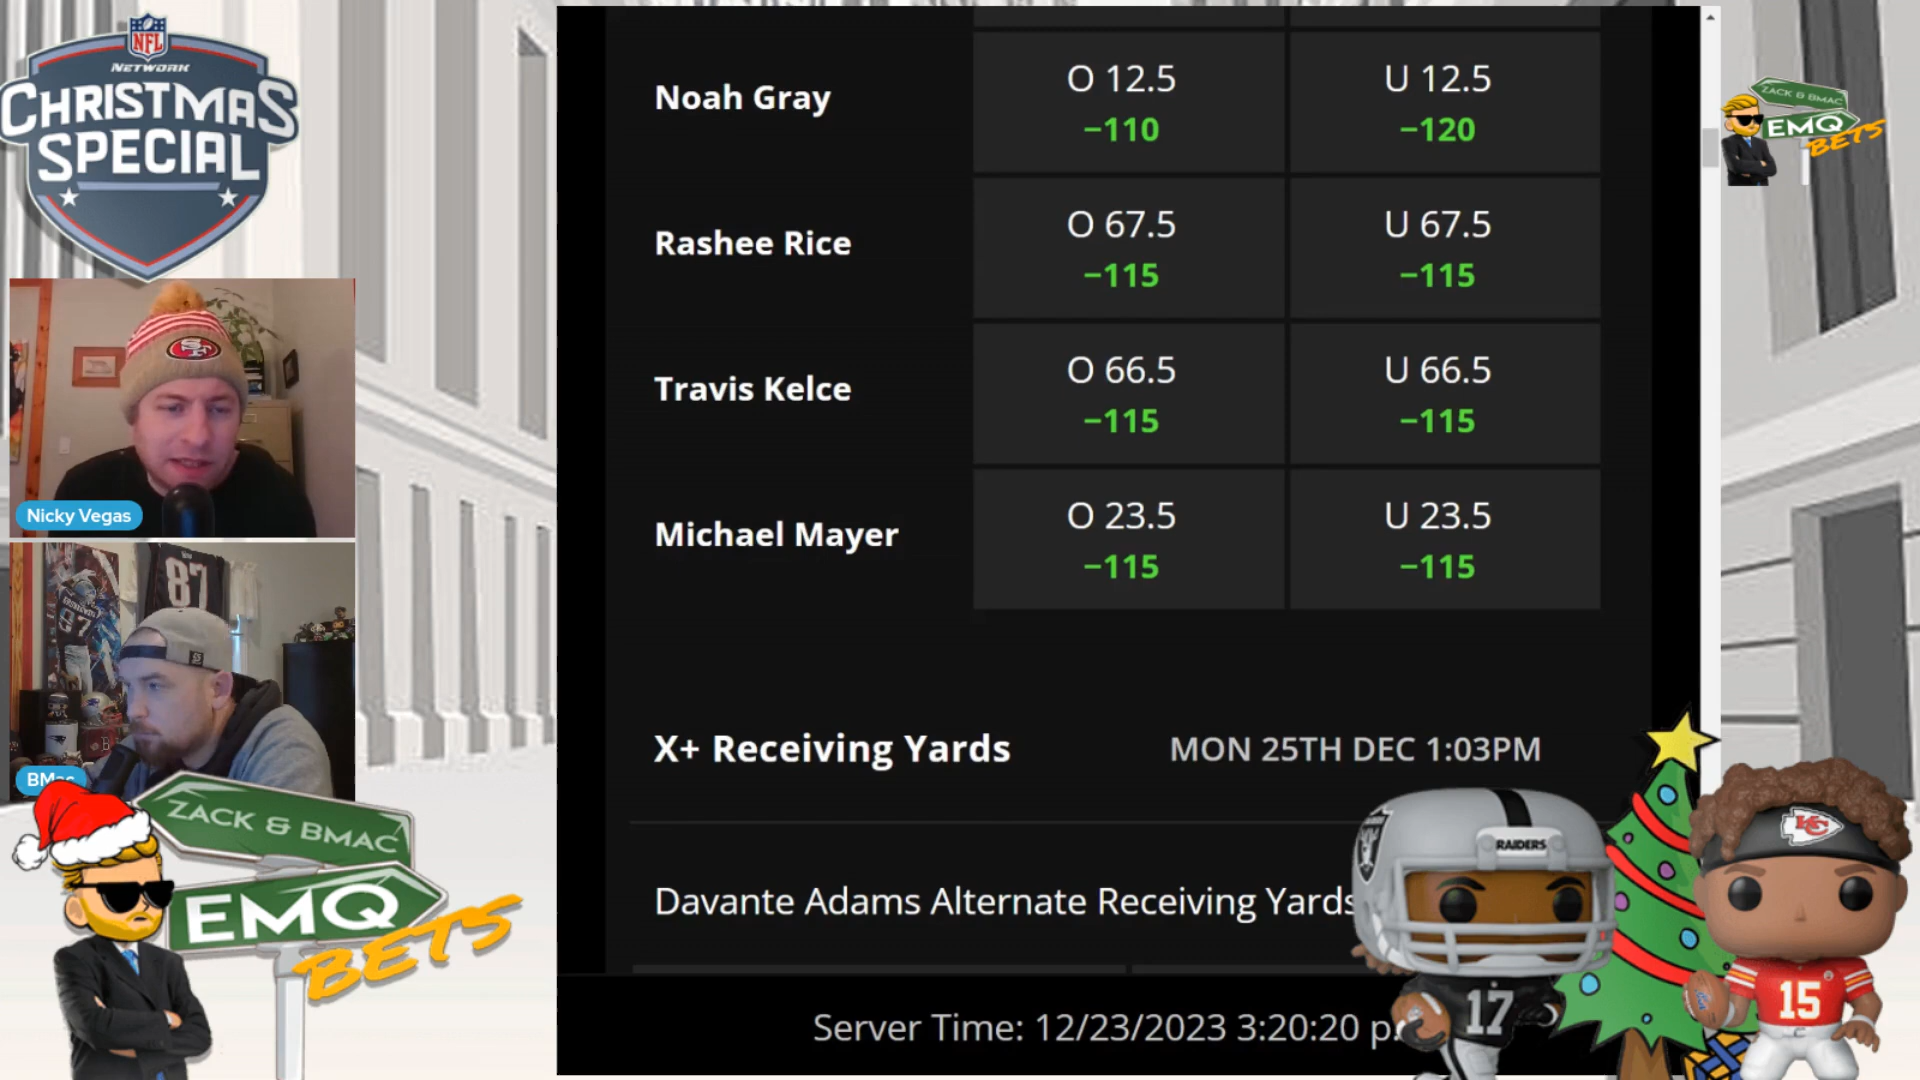 NFL
NETWORK
CHRISTMAS
SPECIAL
Nicky Vegas
87
87
BMac
ZACK & BMAC
EMQ
BETS
Noah Gray
O 12.5
−110
U 12.5
−120
Rashee Rice
O 67.5
−115
U 67.5
−115
Travis Kelce
O 66.5
−115
U 66.5
−115
Michael Mayer
O 23.5
−115
U 23.5
−115
X+ Receiving Yards
MON 25TH DEC 1:03PM
Davante Adams Alternate Receiving Yards
Server Time: 12/23/2023 3:20:20 p.
ZACK & BMAC
EMQ
BETS
RAIDERS
17
KC
15